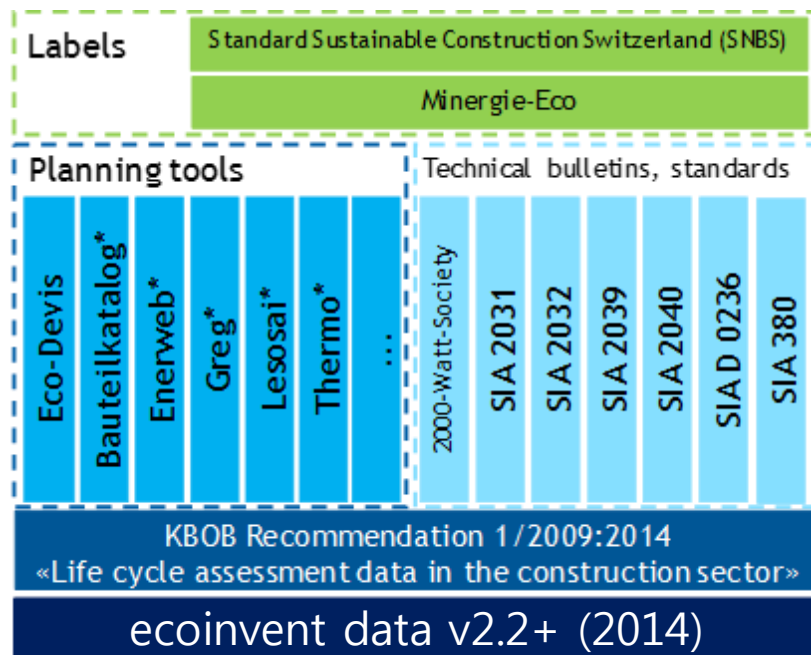 Labels
Standard Sustainable Construction Switzerland (SNBS)
Minergie-Eco
Planning tools
Eco-Devis
Bauteilkatalog*
Enerweb*
Greg*
Lesosai*
Thermo*
...
Technical bulletins, standards
2000-Watt-Society
SIA 2031
SIA 2032
SIA 2039
SIA 2040
SIA D 0236
SIA 380
KBOB Recommendation 1/2009:2014
«Life cycle assessment data in the construction sector»
ecoinvent data v2.2+ (2014)